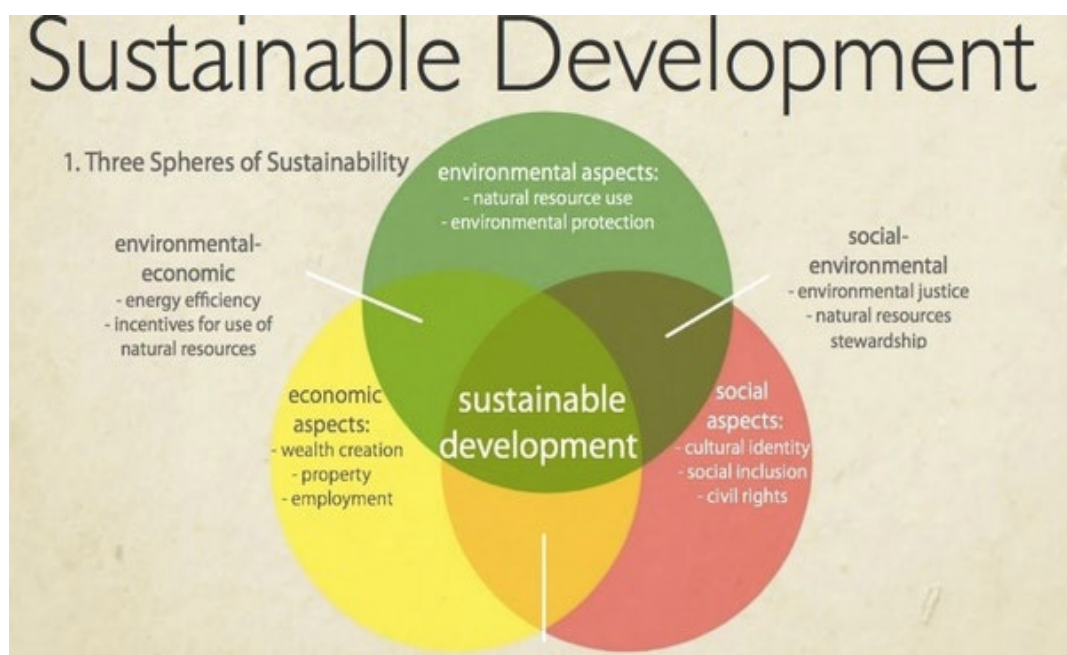 Sustainable Development
1. Three Spheres of Sustainability
environmental aspects:
- natural resource use
- environmental protection
environmental-
economic
- energy efficiency
- incentives for use of
natural resources
social-
environmental
- environmental justice
- natural resources
stewardship
economic
aspects:
- wealth creation
- property
- employment
sustainable
development
social
aspects:
- cultural identity
- social inclusion
- civil rights